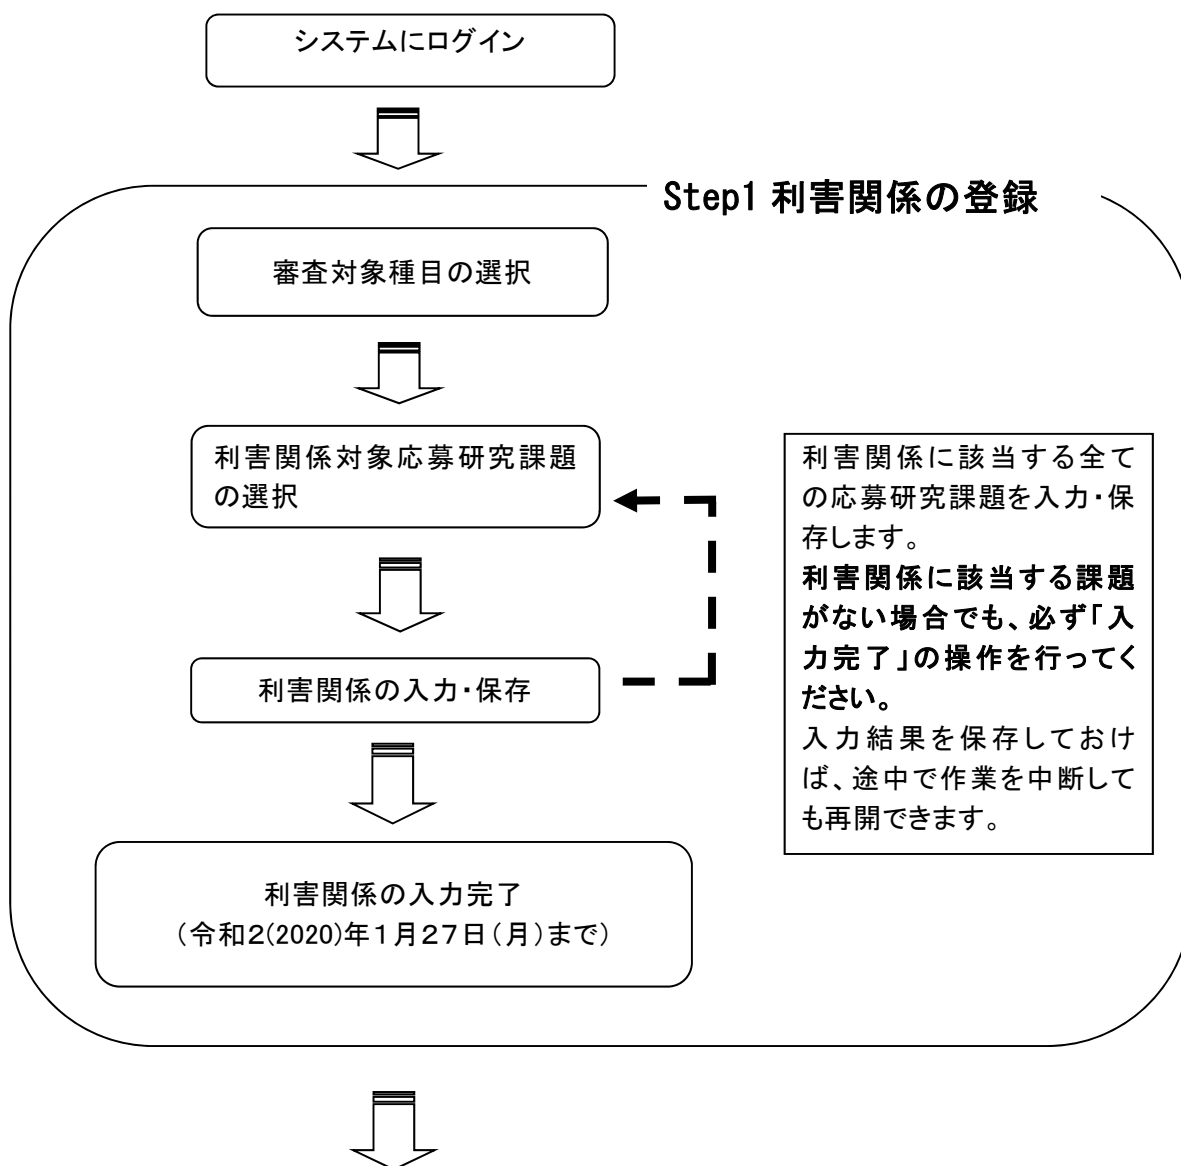 システムにログイン
Step1 利害関係の登録
審査対象種目の選択
利害関係対象応募研究課題
の選択
利害関係の入力・保存
利害関係の入力完了
（令和２(2020)年１月２７日（月）まで）
利害関係に該当する全て
の応募研究課題を入力・保
存します。
利害関係に該当する課題
がない場合でも、必ず「入
力完了」の操作を行ってく
ださい。
入力結果を保存しておけ
ば、途中で作業を中断して
も再開できます。